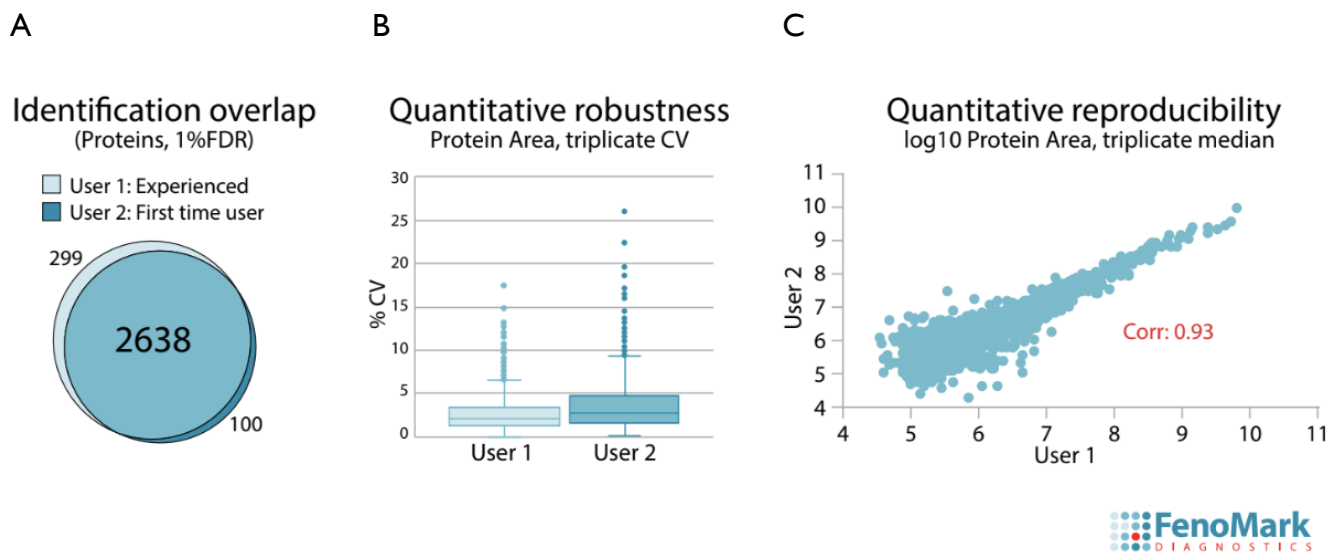 A
Identification overlap
(Proteins, 1%FDR)
User 1: Experienced
User 2: First time user
299
2638
100
B
Quantitative robustness
Protein Area, triplicate CV
30
25
20
15
10
5
0
% CV
User 1
User 2
C
Quantitative reproducibility
log10 Protein Area, triplicate median
11
10
9
8
7
6
5
4
User 2
Corr: 0.93
4 5 6 7 8 9 10 11
User 1
FenoMark
DIAGNOSTICS